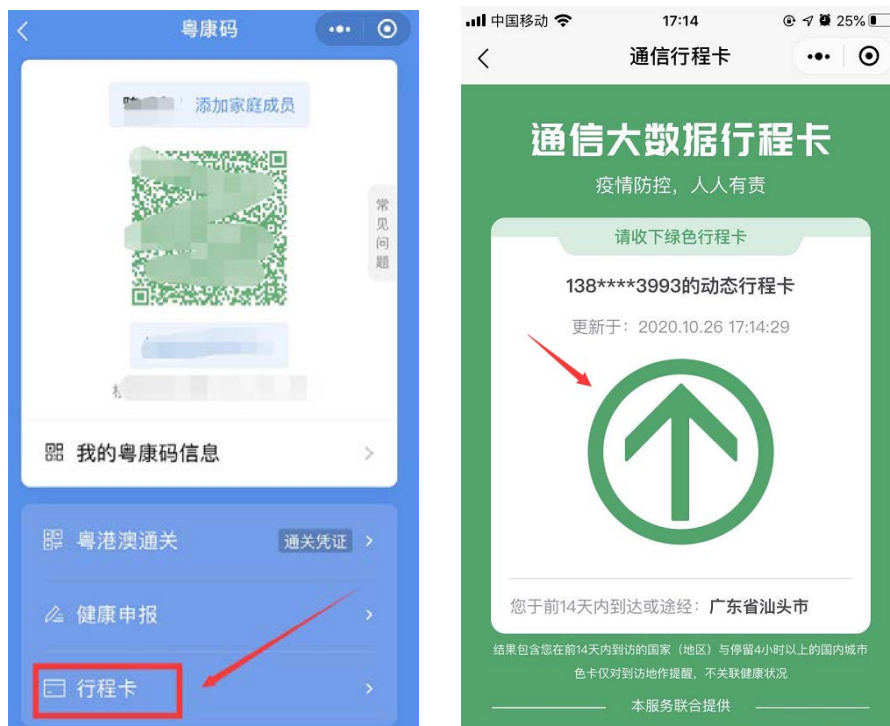 粤康码
添加家庭成员
常见问题
我的粤康码信息
粤港澳通关
通关凭证
健康申报
行程卡
中国移动
17:14
25%
通信行程卡
通信大数据行程卡
疫情防控，人人有责
请收下绿色行程卡
138****3993的动态行程卡
更新于：2020.10.26 17:14:29
您于前14天内到达或途经：广东省汕头市
结果包含您在前14天内到访的国家（地区）与停留4小时以上的国内城市
色卡仅对到访地作提醒，不关联健康状况
本服务联合提供